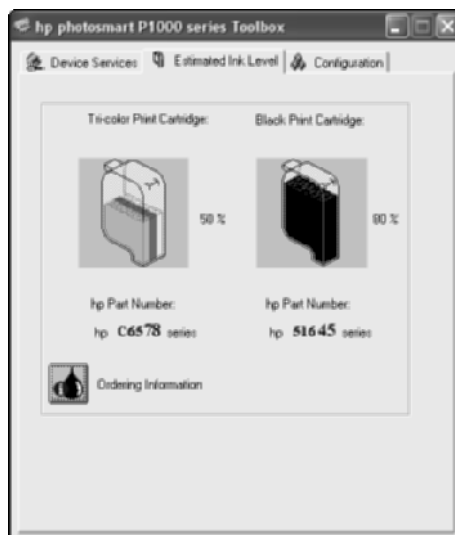 hp photosmart P1000 series Toolbox
Device Services Estimated Ink Level Configuration
Tri-color Print Cartridge: Black Print Cartridge:
50 % 80 %
hp Part Number: hp Part Number:
hp C6578 series hp 51645 series
Ordering Information